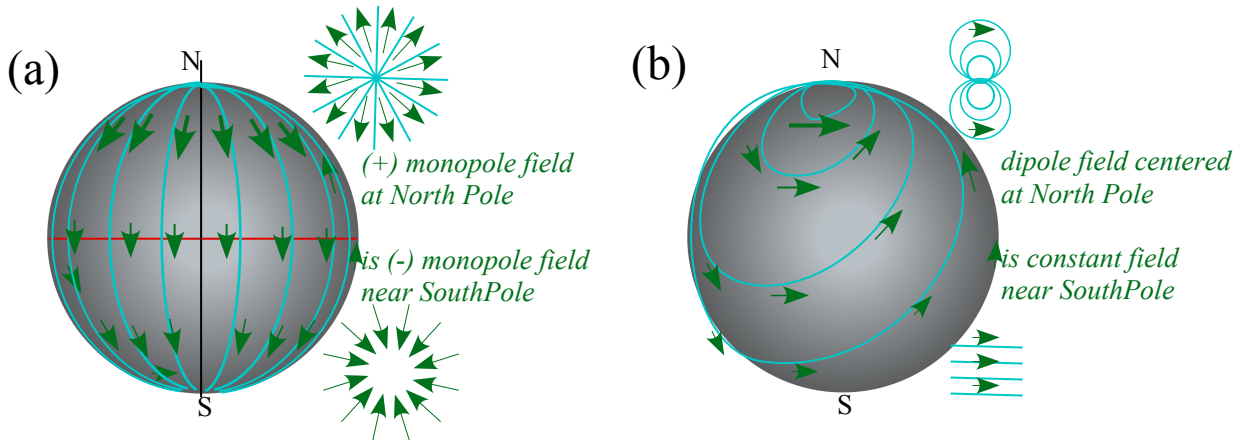 (a)
N
(+) monopole field
at North Pole
is (-) monopole field
near SouthPole
S
(b)
N
dipole field centered
at North Pole
is constant field
near SouthPole
S